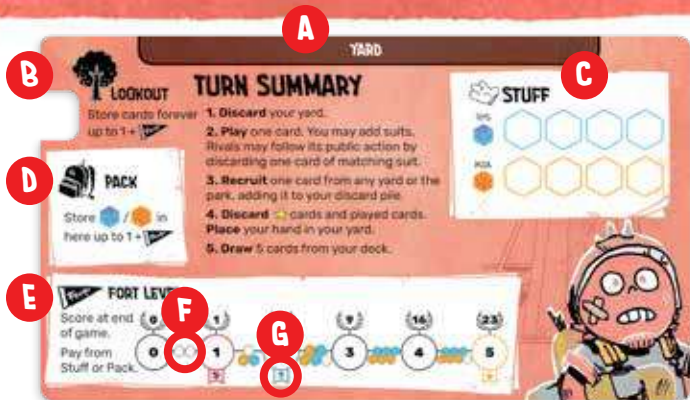 A
YARD
B
LOOKOUT
Store cards forever
up to 1+
TURN SUMMARY
1. Discard your yard.
2. Play one card. You may add suits.
Rivals may follow its public action by
discarding one card of matching suit.
3. Recruit one card from any yard or the
park, adding it to your discard pile.
4. Discard cards and played cards.
Place your hand in your yard.
5. Draw 5 cards from your deck.
C
STUFF
TOYS
PIZZA
D
PACK
Store / in
here up to 1+
E
FORT LEVEL
Score at end
of game.
Pay from
Stuff or Pack.
F
G
0 1 9 16 23
0 1 3 4 5